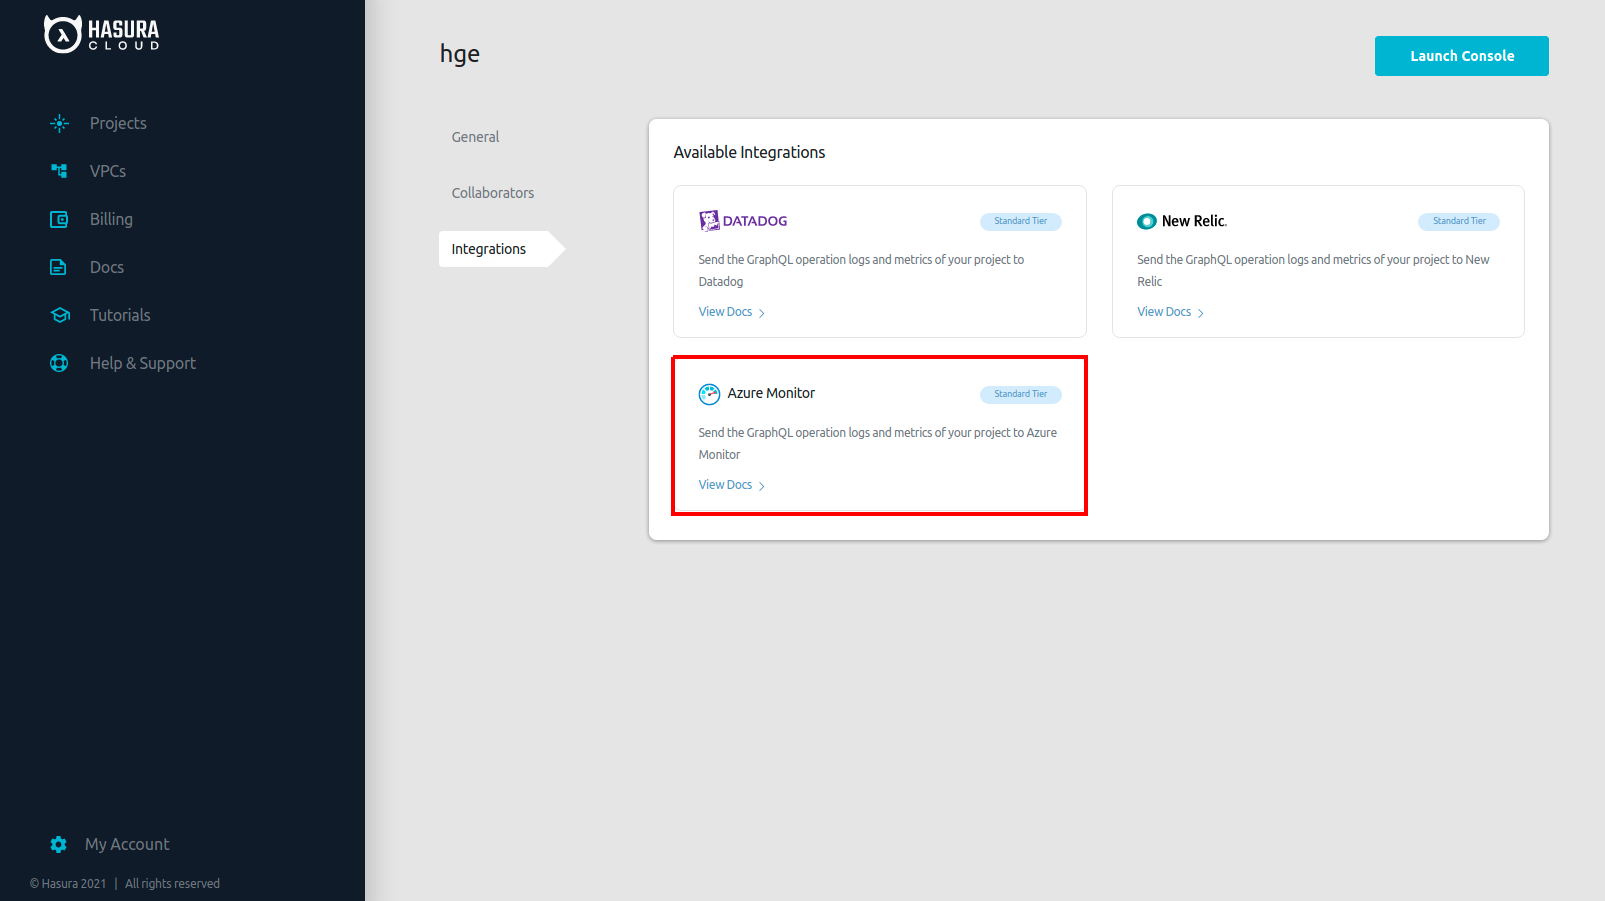 HASURA
CLOUD
Projects
VPCs
Billing
Docs
Tutorials
Help & Support
My Account
© Hasura 2021 | All rights reserved
hge
Launch Console
General
Collaborators
Integrations
Available Integrations
DATADOG
Standard Tier
Send the GraphQL operation logs and metrics of your project to
Datadog
View Docs
New Relic.
Standard Tier
Send the GraphQL operation logs and metrics of your project to New
Relic
View Docs
Azure Monitor
Standard Tier
Send the GraphQL operation logs and metrics of your project to Azure
Monitor
View Docs